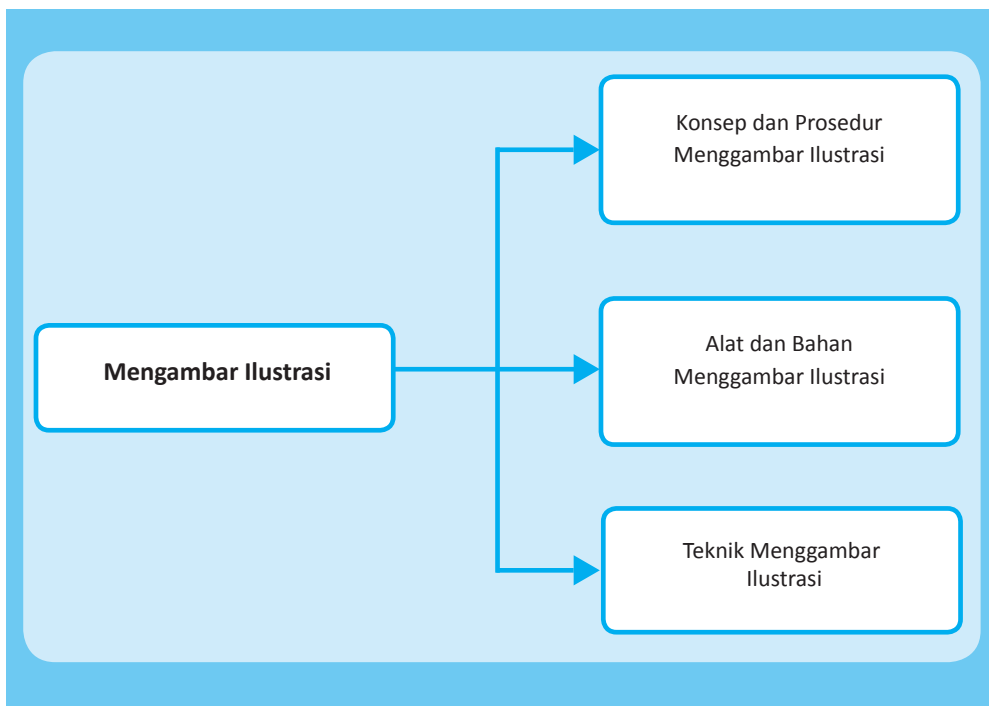 Konsep dan Prosedur
Menggambar Ilustrasi
Mengambar Ilustrasi
Alat dan Bahan
Menggambar Ilustrasi
Teknik Menggambar
Ilustrasi